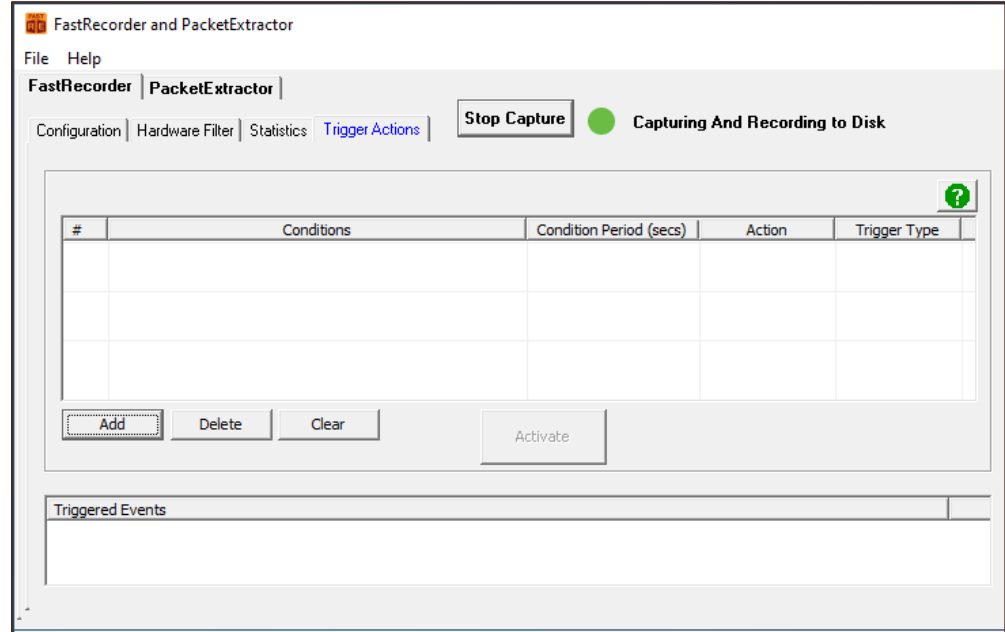 FastRecorder and PacketExtractor
File Help
FastRecorder PacketExtractor
Configuration Hardware Filter Statistics Trigger Actions Stop Capture Capturing And Recording to Disk
?
# Conditions Condition Period (secs) Action Trigger Type
Add Delete Clear Activate
Triggered Events